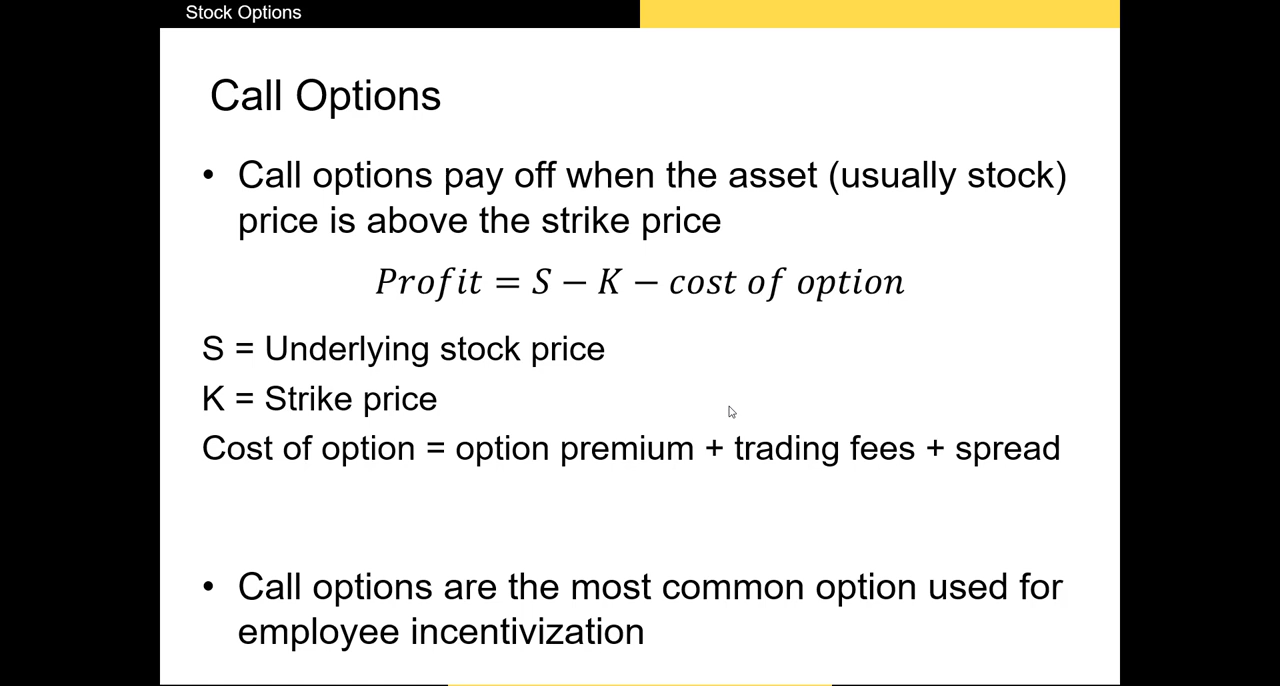 Stock Options
Call Options
• Call options pay off when the asset (usually stock)
price is above the strike price
Profit = S − K − cost of option
S = Underlying stock price
K = Strike price
Cost of option = option premium + trading fees + spread
• Call options are the most common option used for
employee incentivization